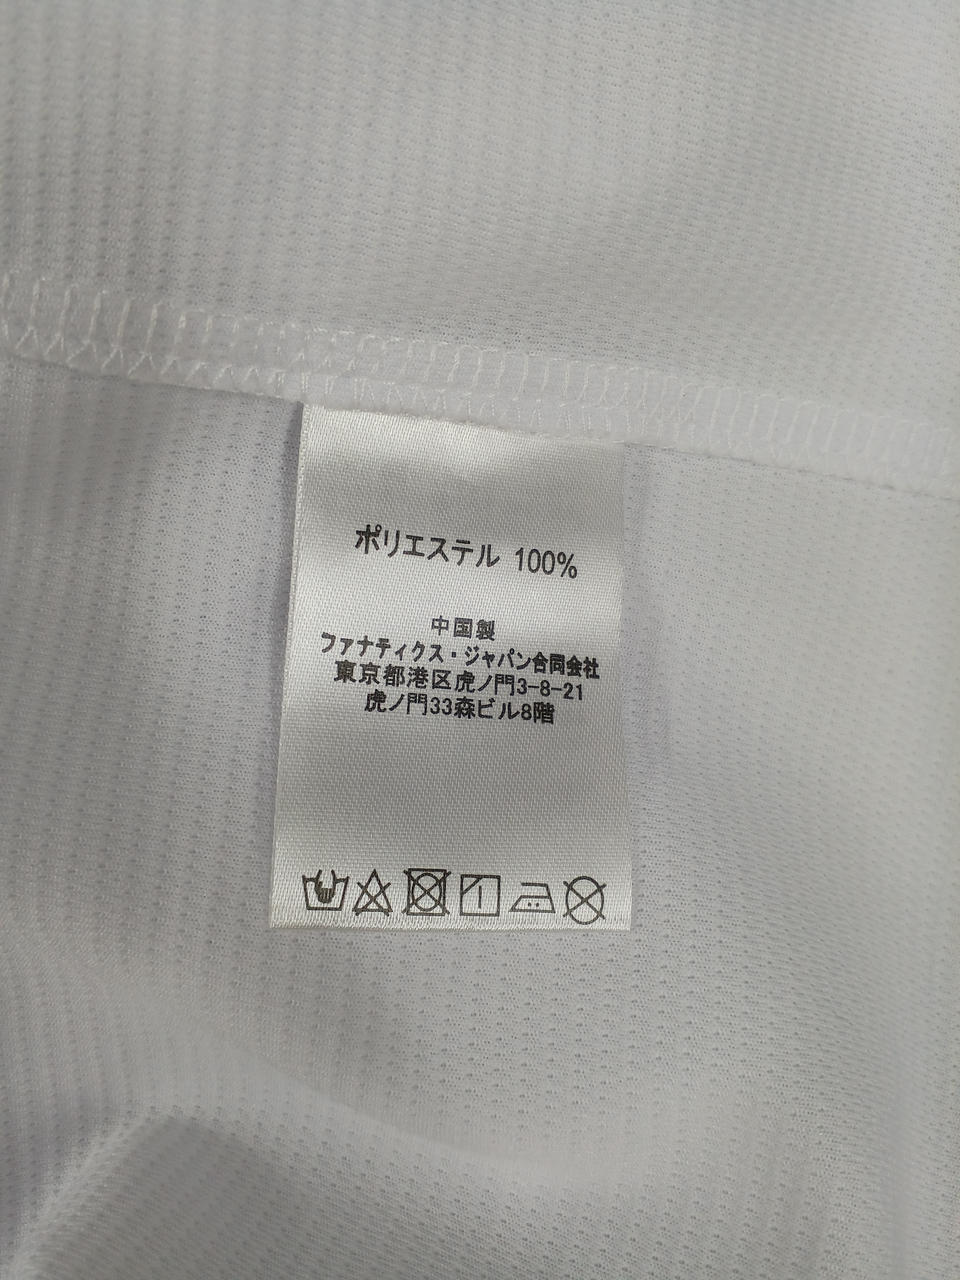 ポリエステル 100%
中国製
ファナティクス・ジャパン合同会社
東京都港区虎ノ門3-8-21
虎ノ門33森ビル8階